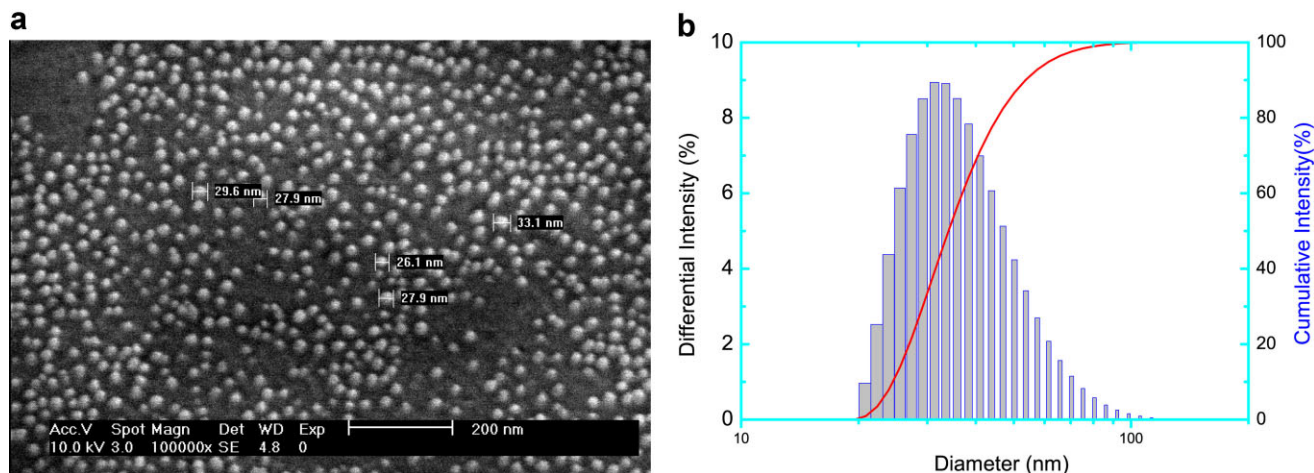 a
29.6 nm
27.9 nm
33.1 nm
26.1 nm
27.9 nm
Acc.V Spot Magn Det WD Exp
10.0 kV 3.0 100000x SE 4.8 0
200 nm
b
10
8
6
4
2
0
Differential Intensity (%)
100
80
60
40
20
0
Cumulative Intensity(%)
10
100
Diameter (nm)